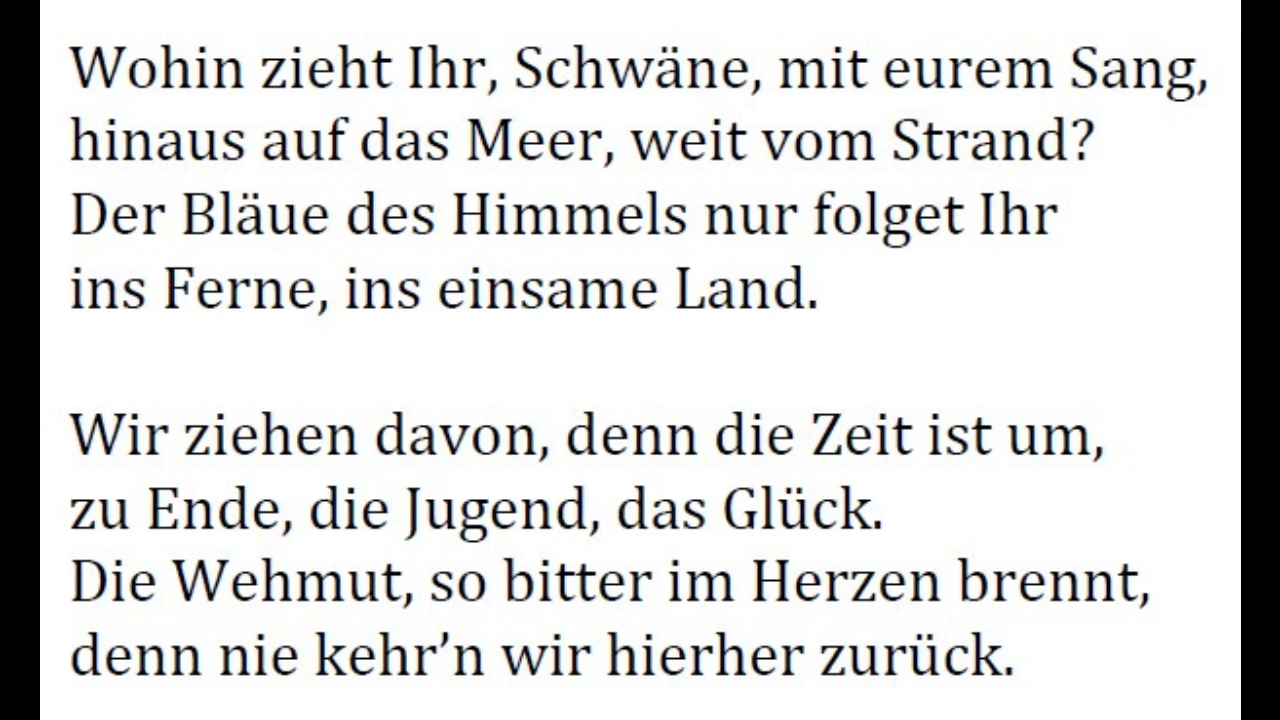 Wohin zieht Ihr, Schwäne, mit eurem Sang,
hinaus auf das Meer, weit vom Strand?
Der Bläue des Himmels nur folget Ihr
ins Ferne, ins einsame Land.
Wir ziehen davon, denn die Zeit ist um,
zu Ende, die Jugend, das Glück.
Die Wehmut, so bitter im Herzen brennt,
denn nie kehr’n wir hierher zurück.